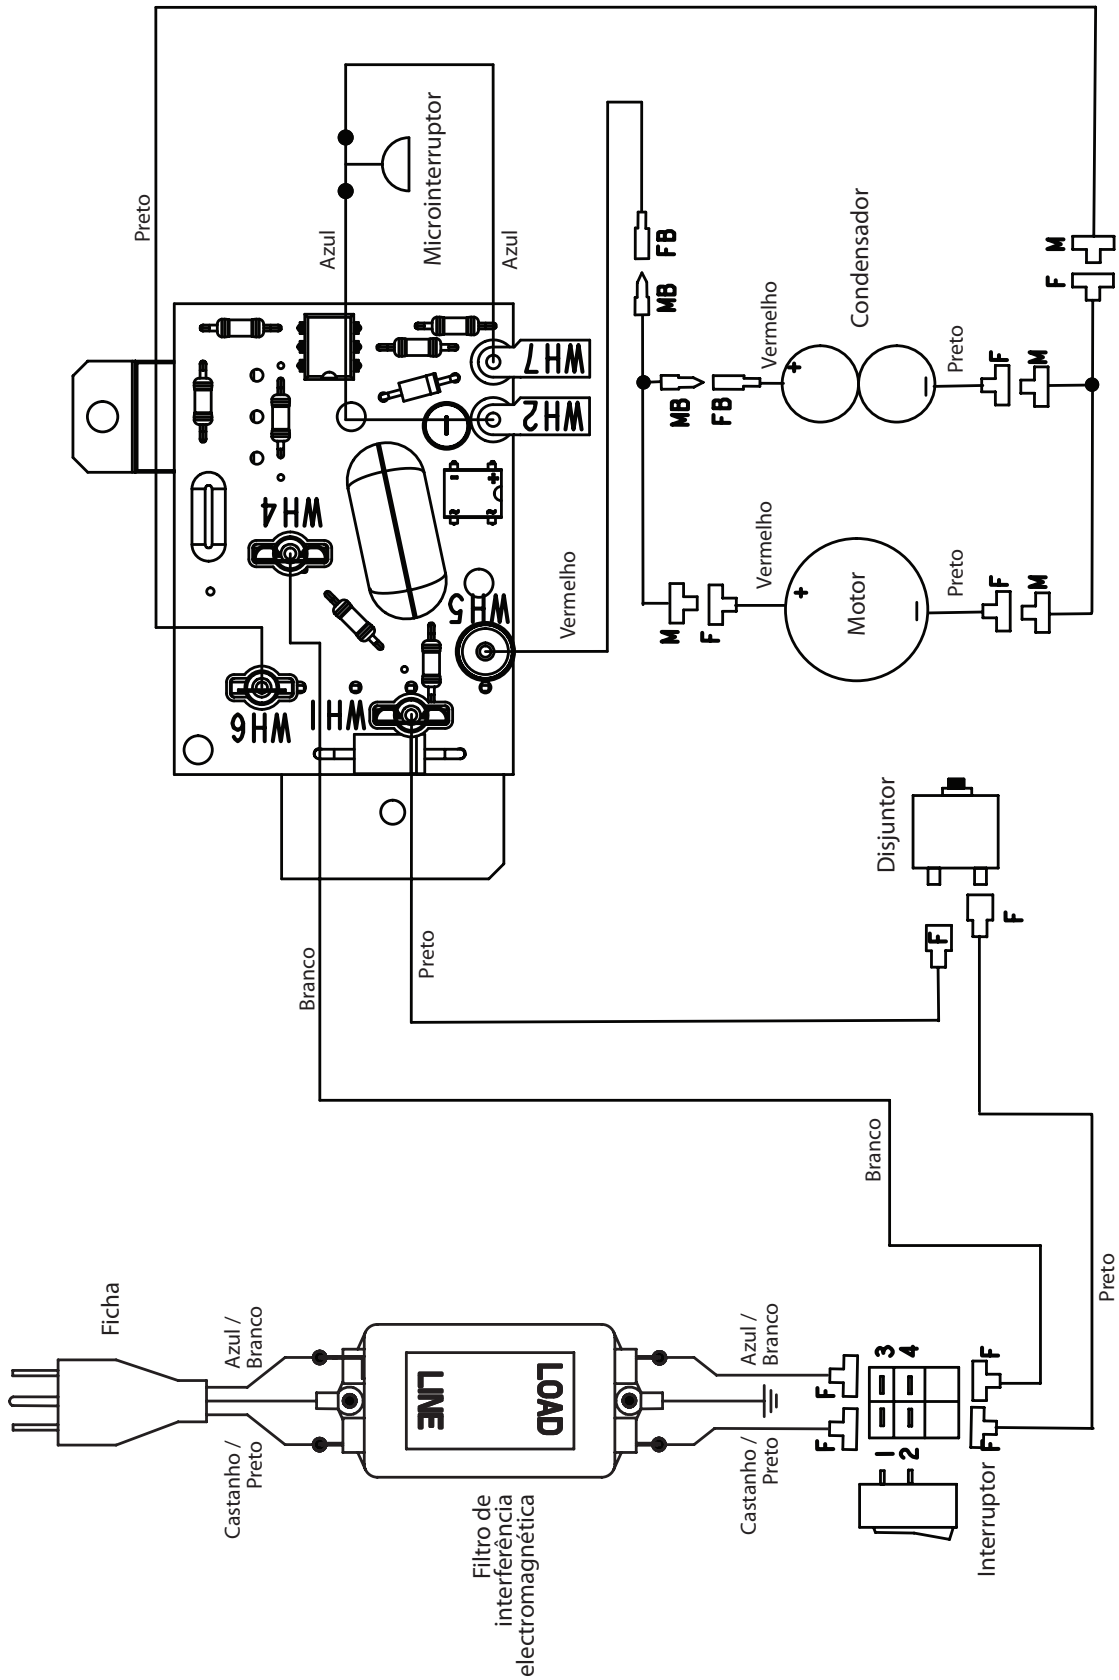 Ficha
Azul /
Branco
Castanho /
Preto
LINE
LOAD
Filtro de
interferência
electromagnética
Azul /
Branco
Castanho /
Preto
F
F
1
2
3
4
F
F
Interruptor
Branco
Preto
Branco
Preto
F
F
Disjuntor
WH6
WH1
WH4
WH5
WH2
WH7
Preto
Azul
Azul
Microinterruptor
Vermelho
MB
FB
M
F
Vermelho
+
Motor
–
Preto
F
M
MB
FB
Vermelho
+
Condensador
–
Preto
F
M
F
M